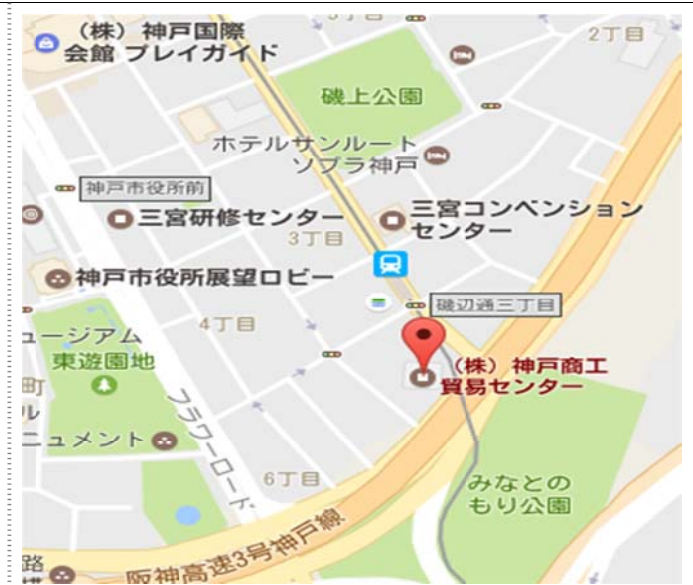 2丁目
(株) 神戸国際
会館 プレイガイド
磯上公園
ホテルサンルート
ソプラ神戸
神戸市役所前
三宮研修センター
三宮コンベンション
センター
3丁目
神戸市役所展望ロビー
磯辺通三丁目
4丁目
ュージアム
東遊園地
(株) 神戸商工
貿易センター
町
ル
ニュメント
フラワーロード
6丁目
みなとの
もり公園
阪神高速3号神戸線
路